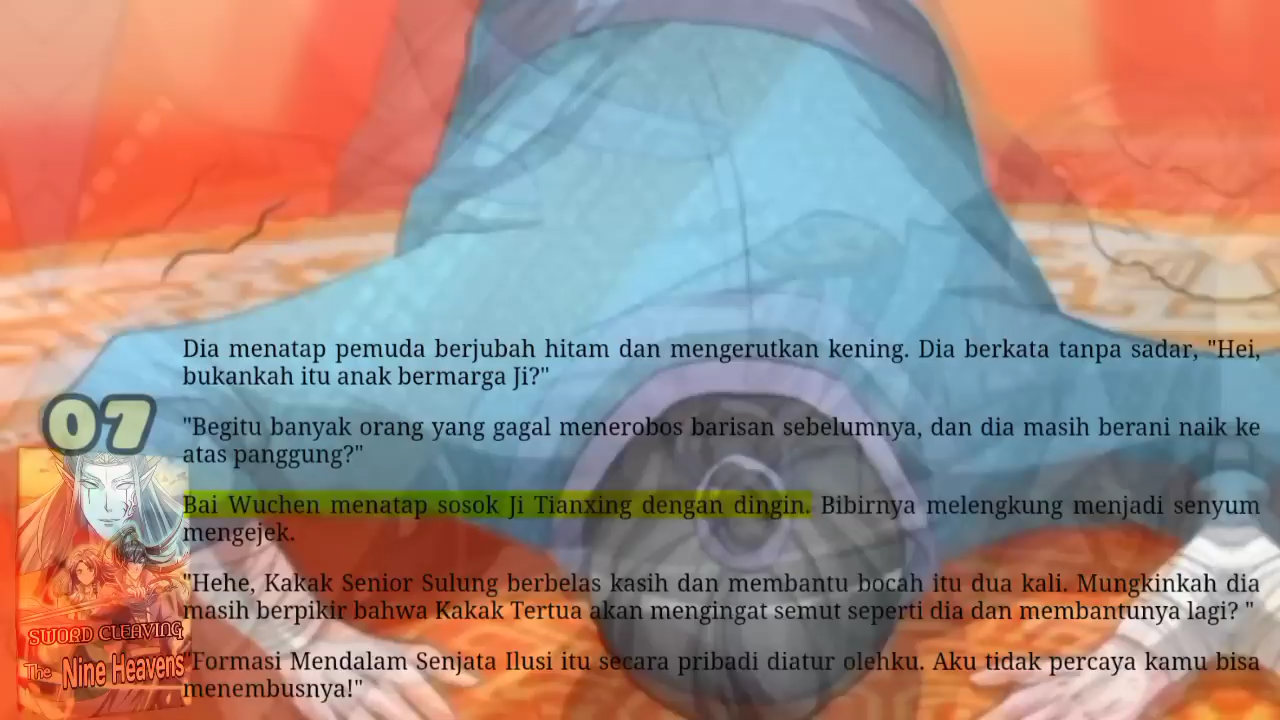 Dia menatap pemuda berjubah hitam dan mengerutkan kening. Dia berkata tanpa sadar, "Hei,
bukankah itu anak bermarga Ji?"
"Begitu banyak orang yang gagal menerobos barisan sebelumnya, dan dia masih berani naik ke
atas panggung?"
Bai Wuchen menatap sosok Ji Tianxing dengan dingin. Bibirnya melengkung menjadi senyum
mengejek.
"Hehe, Kakak Senior Sulung berbelas kasih dan membantu bocah itu dua kali. Mungkinkah dia
masih berpikir bahwa Kakak Tertua akan mengingat semut seperti dia dan membantunya lagi? "
"Formasi Mendalam Senjata Ilusi itu secara pribadi diatur olehku. Aku tidak percaya kamu bisa
menembusnya!"
07
SWORD CLEAVING
The Nine Heavens